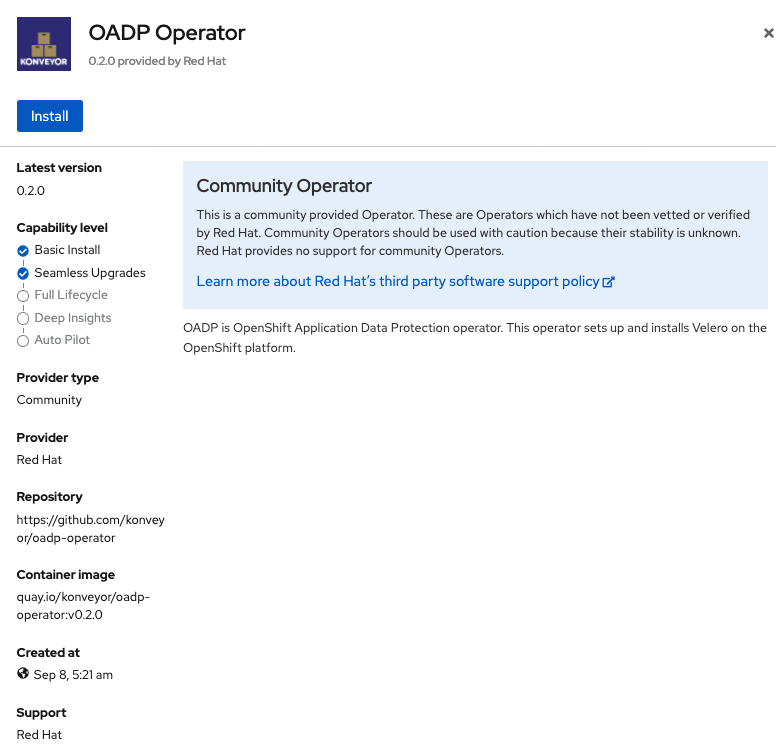 KONVEYOR
OADP Operator
0.2.0 provided by Red Hat
Install
Latest version
0.2.0
Capability level
Basic Install
Seamless Upgrades
Full Lifecycle
Deep Insights
Auto Pilot
Provider type
Community
Provider
Red Hat
Repository
https://github.com/konvey
or/oadp-operator
Container image
quay.io/konveyor/oadp-
operator:v0.2.0
Created at
Sep 8, 5:21 am
Support
Red Hat
Community Operator
This is a community provided Operator. These are Operators which have not been vetted or verified
by Red Hat. Community Operators should be used with caution because their stability is unknown.
Red Hat provides no support for community Operators.
Learn more about Red Hat’s third party software support policy
OADP is OpenShift Application Data Protection operator. This operator sets up and installs Velero on the
OpenShift platform.